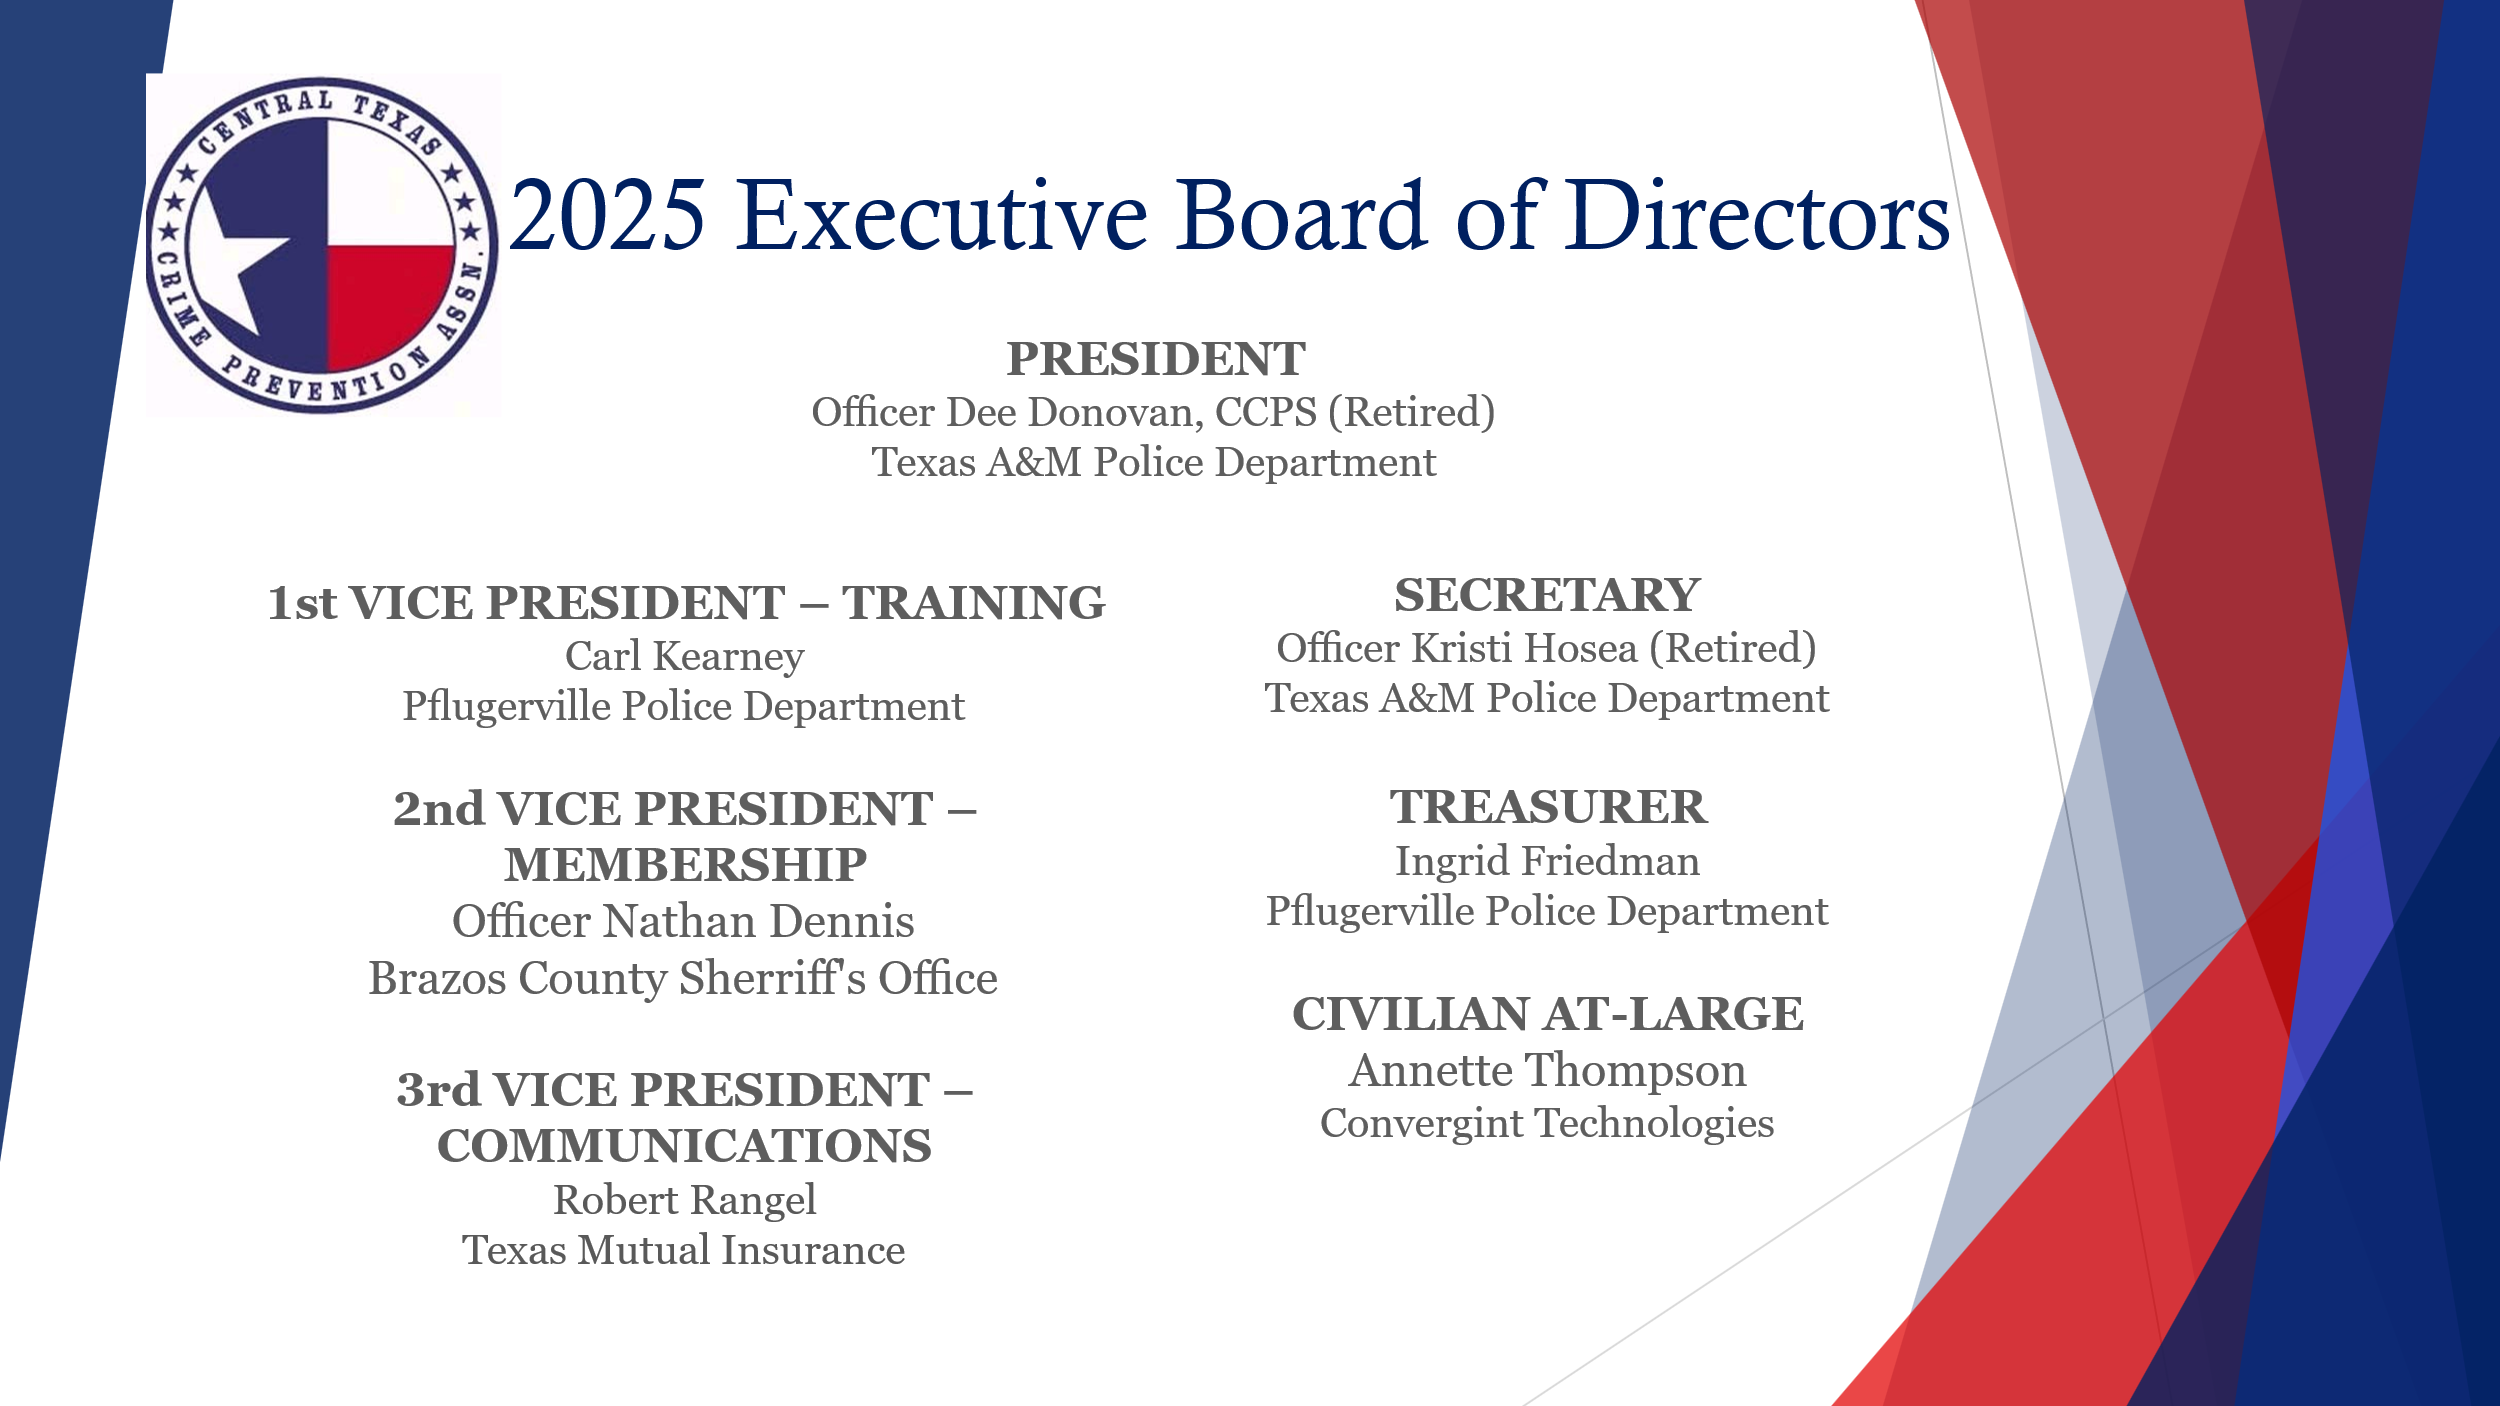 CENTRAL TEXAS
CRIME PREVENTION ASSN.
2025 Executive Board of Directors
PRESIDENT
Officer Dee Donovan, CCPS (Retired)
Texas A&M Police Department
1st VICE PRESIDENT – TRAINING
Carl Kearney
Pflugerville Police Department
2nd VICE PRESIDENT –
MEMBERSHIP
Officer Nathan Dennis
Brazos County Sherriff's Office
3rd VICE PRESIDENT –
COMMUNICATIONS
Robert Rangel
Texas Mutual Insurance
SECRETARY
Officer Kristi Hosea (Retired)
Texas A&M Police Department
TREASURER
Ingrid Friedman
Pflugerville Police Department
CIVILIAN AT-LARGE
Annette Thompson
Convergint Technologies